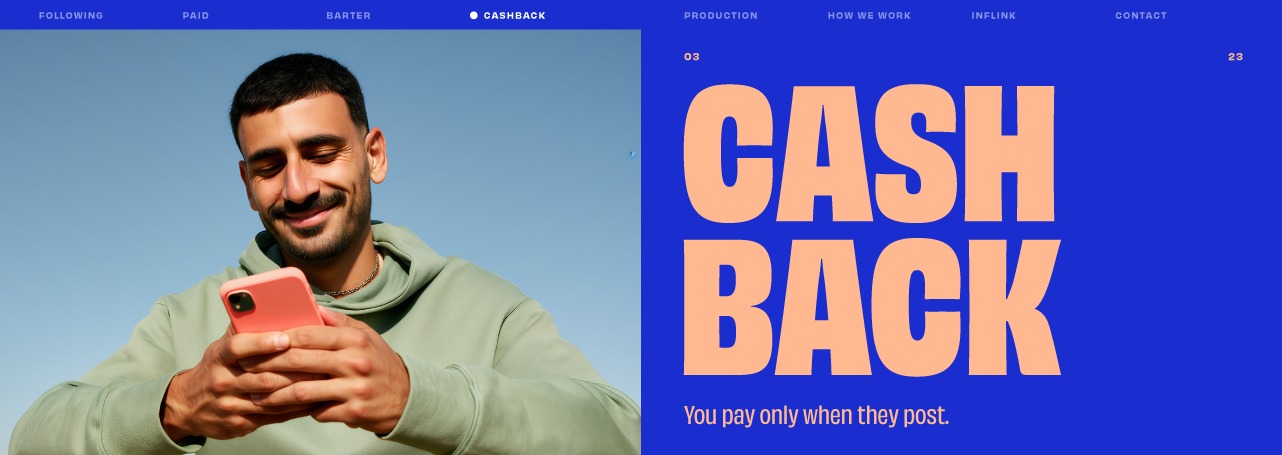 FOLLOWING PAID BARTER CASHBACK PRODUCTION HOW WE WORK INFLINK CONTACT
03 23
CASH
BACK
You pay only when they post.